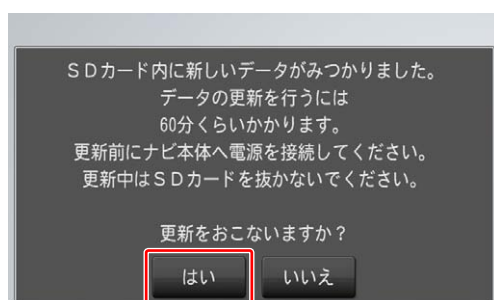 ＳＤカード内に新しいデータがみつかりました。
データの更新を行うには
60分くらいかかります。
更新前にナビ本体へ電源を接続してください。
更新中はＳＤカードを抜かないでください。
更新をおこないますか？
はい
いいえ